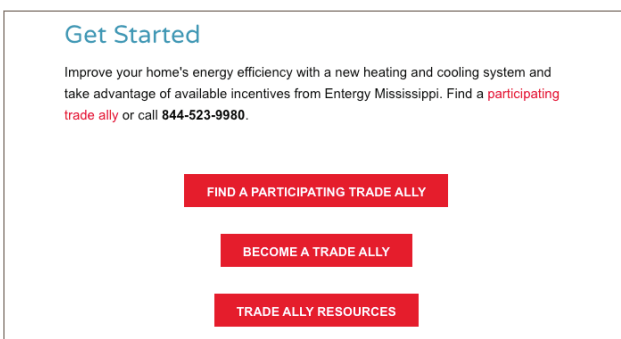 Get Started
Improve your home's energy efficiency with a new heating and cooling system and
take advantage of available incentives from Entergy Mississippi. Find a participating
trade ally or call 844-523-9980.
FIND A PARTICIPATING TRADE ALLY
BECOME A TRADE ALLY
TRADE ALLY RESOURCES